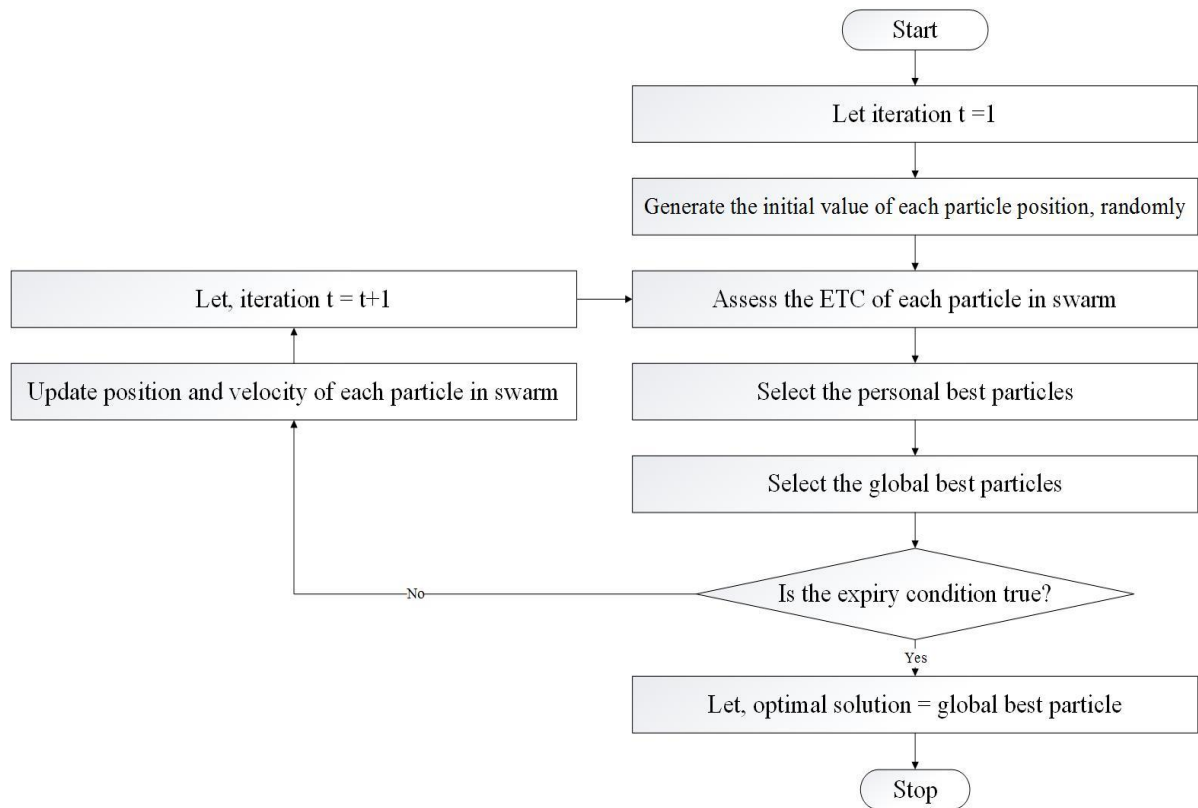 Start
Let iteration t =1
Generate the initial value of each particle position, randomly
Let, iteration t = t+1
Assess the ETC of each particle in swarm
Update position and velocity of each particle in swarm
Select the personal best particles
Select the global best particles
Is the expiry condition true?
No
Yes
Let, optimal solution = global best particle
Stop